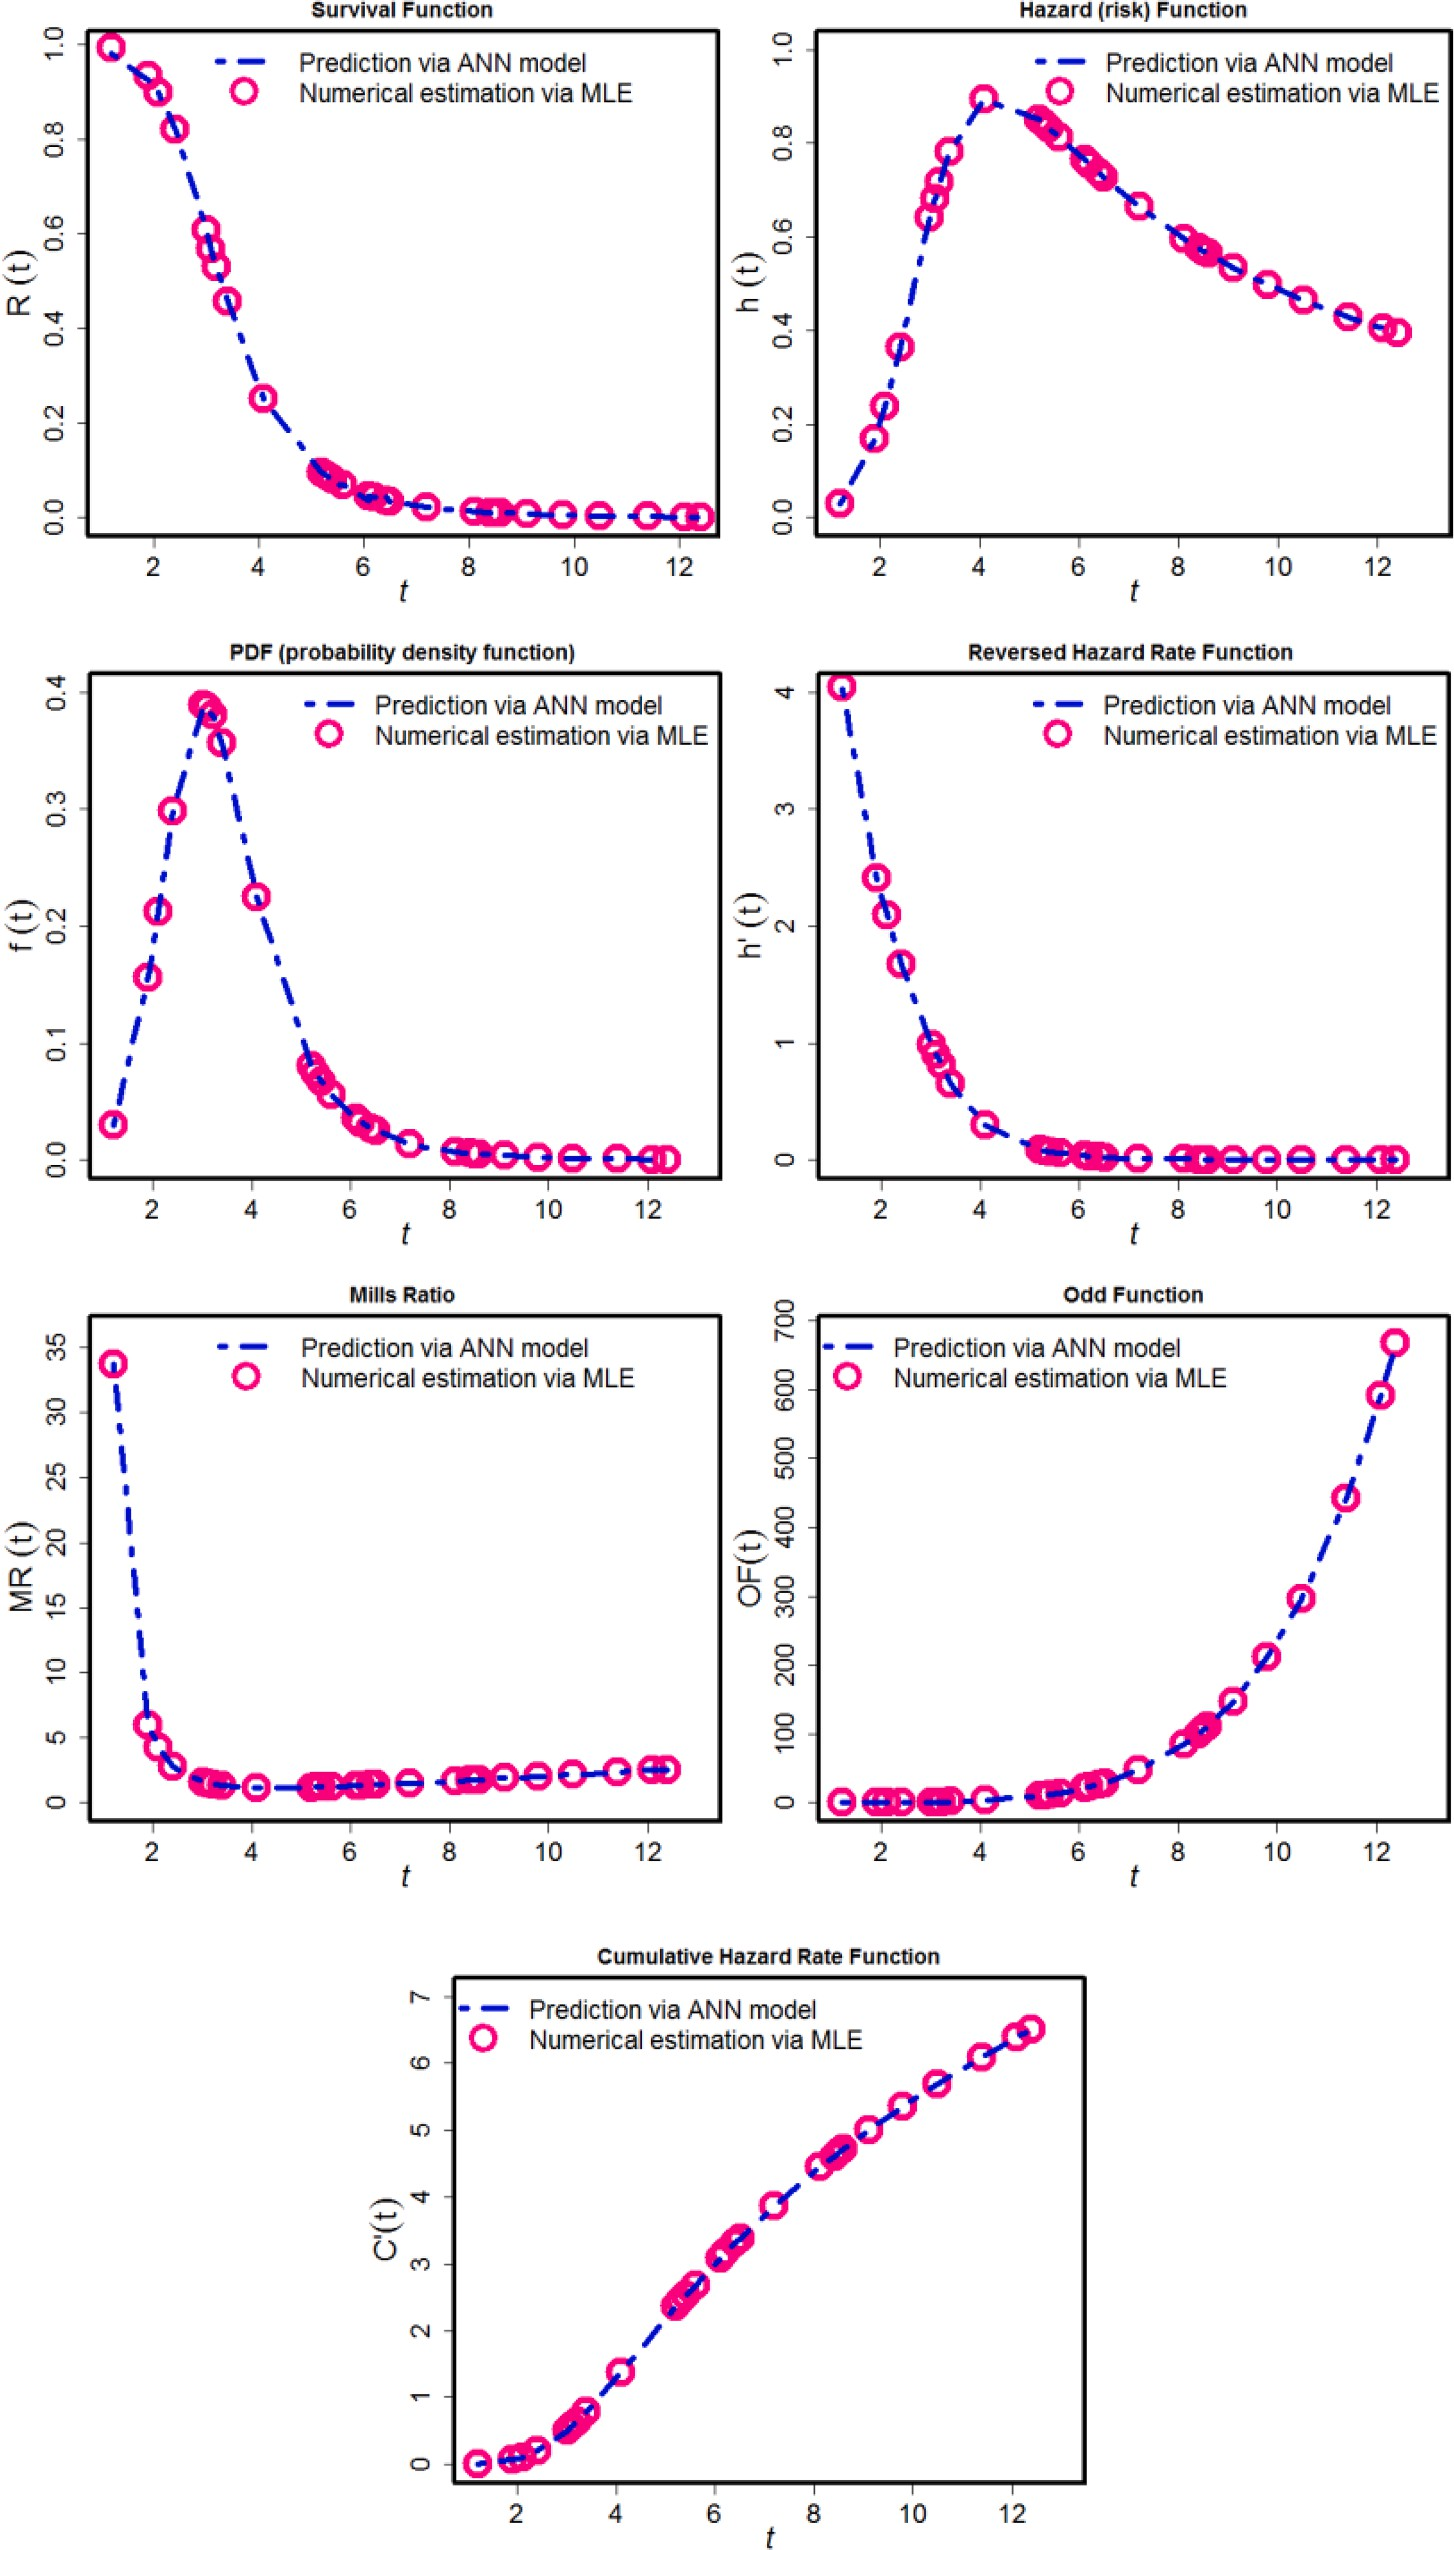 Survival Function
Prediction via ANN model
Numerical estimation via MLE
R (t)
0.0 0.2 0.4 0.6 0.8 1.0
2 4 6 8 10 12
t
Hazard (risk) Function
Prediction via ANN model
Numerical estimation via MLE
h (t)
0.0 0.2 0.4 0.6 0.8 1.0
2 4 6 8 10 12
t
PDF (probability density function)
Prediction via ANN model
Numerical estimation via MLE
f (t)
0.0 0.1 0.2 0.3 0.4
2 4 6 8 10 12
t
Reversed Hazard Rate Function
Prediction via ANN model
Numerical estimation via MLE
h' (t)
0 1 2 3 4
2 4 6 8 10 12
t
Mills Ratio
Prediction via ANN model
Numerical estimation via MLE
MR (t)
0 5 10 15 20 25 30 35
2 4 6 8 10 12
t
Odd Function
Prediction via ANN model
Numerical estimation via MLE
OF(t)
0 100 200 300 400 500 600 700
2 4 6 8 10 12
t
Cumulative Hazard Rate Function
Prediction via ANN model
Numerical estimation via MLE
C'(t)
0 1 2 3 4 5 6 7
2 4 6 8 10 12
t